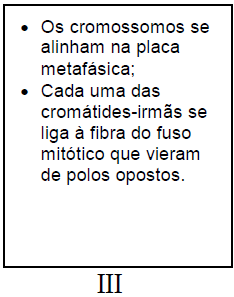 • Os cromossomos se
alinham na placa
metafásica;
• Cada uma das
cromátides-irmãs se
liga à fibra do fuso
mitótico que vieram
de polos opostos.
III